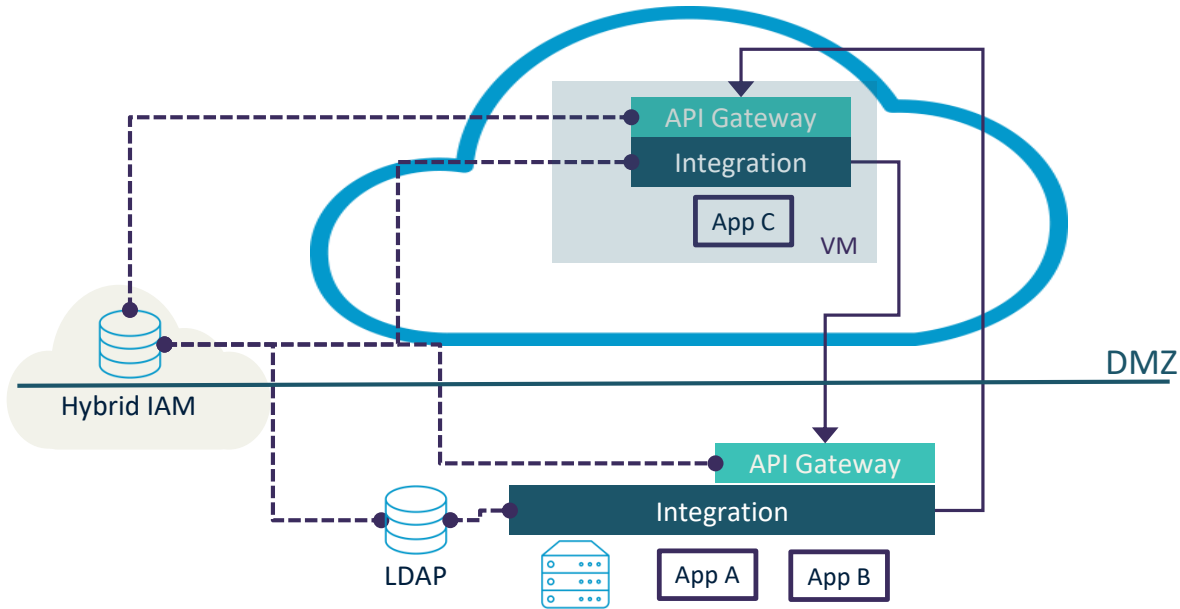 API Gateway
Integration
App C
VM
DMZ
Hybrid IAM
API Gateway
Integration
LDAP
App A
App B